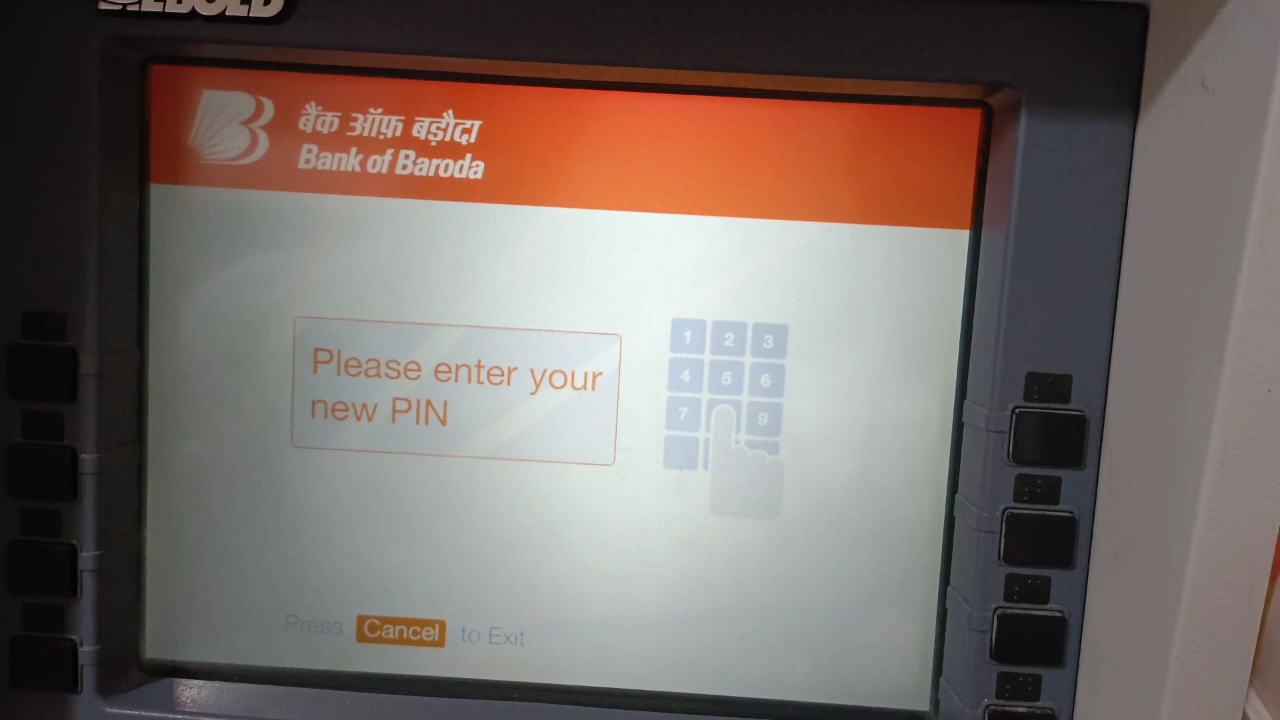 DIEBOLD
बैंक ऑफ़ बड़ौदा
Bank of Baroda
Please enter your
new PIN
1 2 3
4 5 6
7 9
Press Cancel to Exit